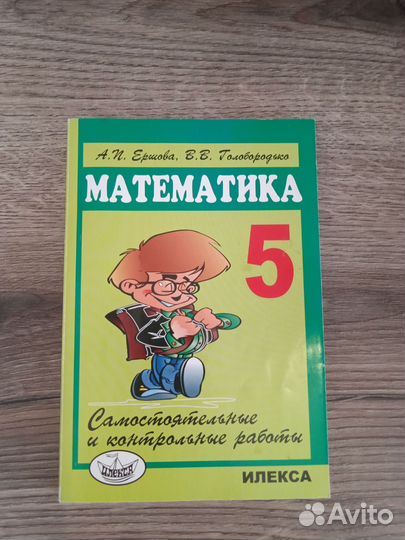 А.П. Ершова, В.В. Голобородько
МАТЕМАТИКА
5
Самостоятельные
и контрольные работы
ИЛЕКСА
ИЛЕКСА
Avito